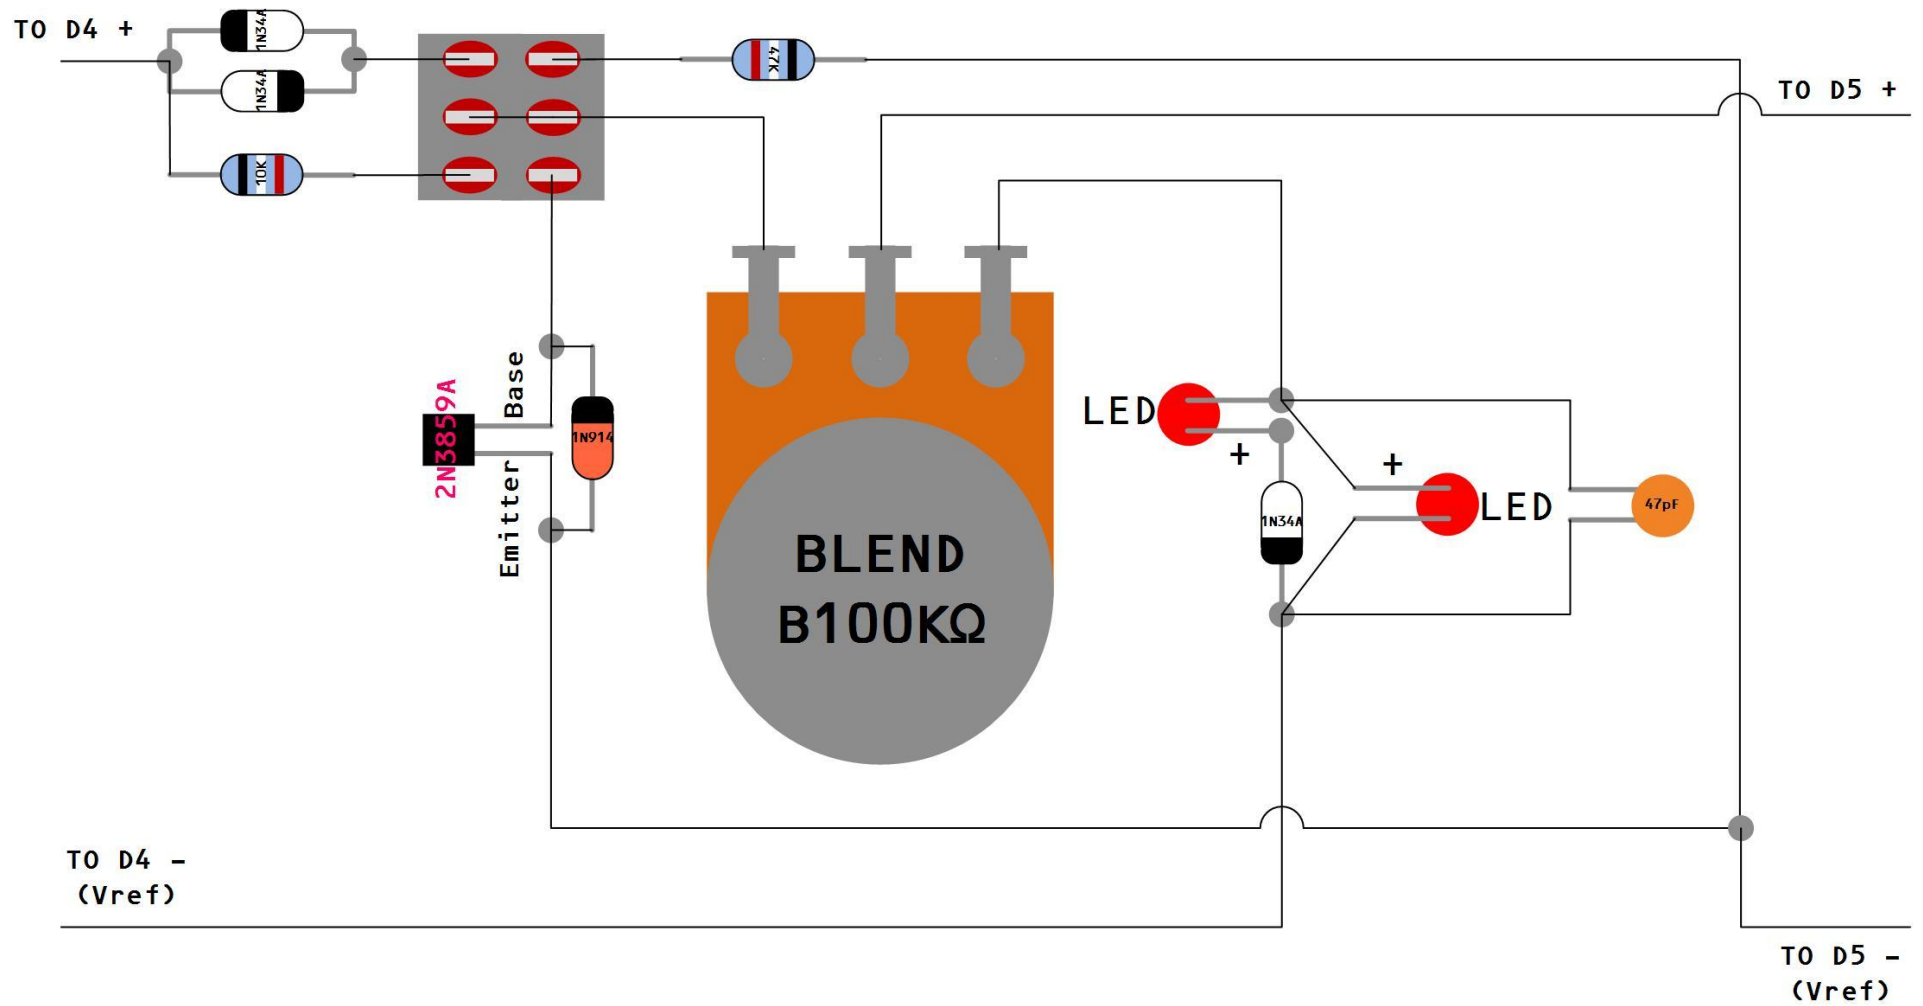 TO D4 +
1N34A
1N34A
10K
47K
TO D5 +
2N3859A
Base
Emitter
1N914
BLEND
B100KΩ
LED
+
1N34A
+
LED
47pF
TO D4 –
(Vref)
TO D5 –
(Vref)